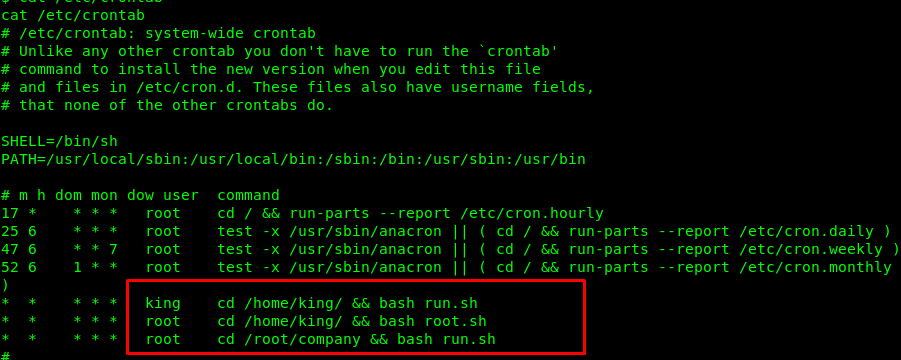 $ cat /etc/crontab
cat /etc/crontab
# /etc/crontab: system-wide crontab
# Unlike any other crontab you don't have to run the `crontab'
# command to install the new version when you edit this file
# and files in /etc/cron.d. These files also have username fields,
# that none of the other crontabs do.
SHELL=/bin/sh
PATH=/usr/local/sbin:/usr/local/bin:/sbin:/bin:/usr/sbin:/usr/bin
# m h dom mon dow user  command
17 *    * * *   root    cd / && run-parts --report /etc/cron.hourly
25 6    * * *   root    test -x /usr/sbin/anacron || ( cd / && run-parts --report /etc/cron.daily )
47 6    * * 7   root    test -x /usr/sbin/anacron || ( cd / && run-parts --report /etc/cron.weekly )
52 6    1 * *   root    test -x /usr/sbin/anacron || ( cd / && run-parts --report /etc/cron.monthly
)
*  *    * * *   king    cd /home/king/ && bash run.sh
*  *    * * *   root    cd /home/king/ && bash root.sh
*  *    * * *   root    cd /root/company && bash run.sh
#